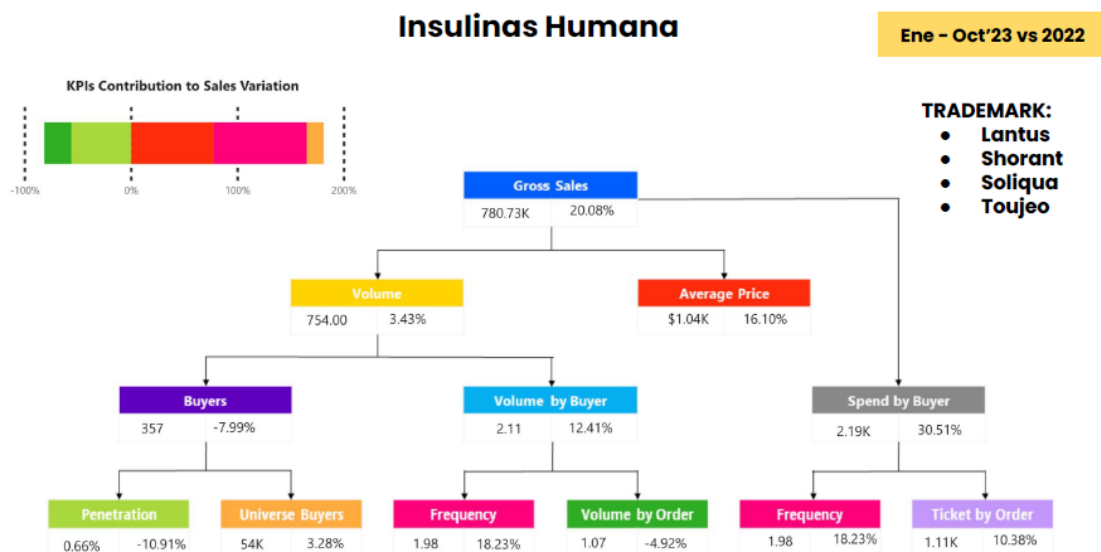 Insulinas Humana
Ene - Oct'23 vs 2022
KPIs Contribution to Sales Variation
-100% 0% 100% 200%
TRADEMARK:
● Lantus
● Shorant
● Soliqua
● Toujeo
Gross Sales
780.73K 20.08%
Volume
754.00 3.43%
Average Price
$1.04K 16.10%
Buyers
357 -7.99%
Volume by Buyer
2.11 12.41%
Spend by Buyer
2.19K 30.51%
Penetration
0.66% -10.91%
Universe Buyers
54K 3.28%
Frequency
1.98 18.23%
Volume by Order
1.07 -4.92%
Frequency
1.98 18.23%
Ticket by Order
1.11K 10.38%